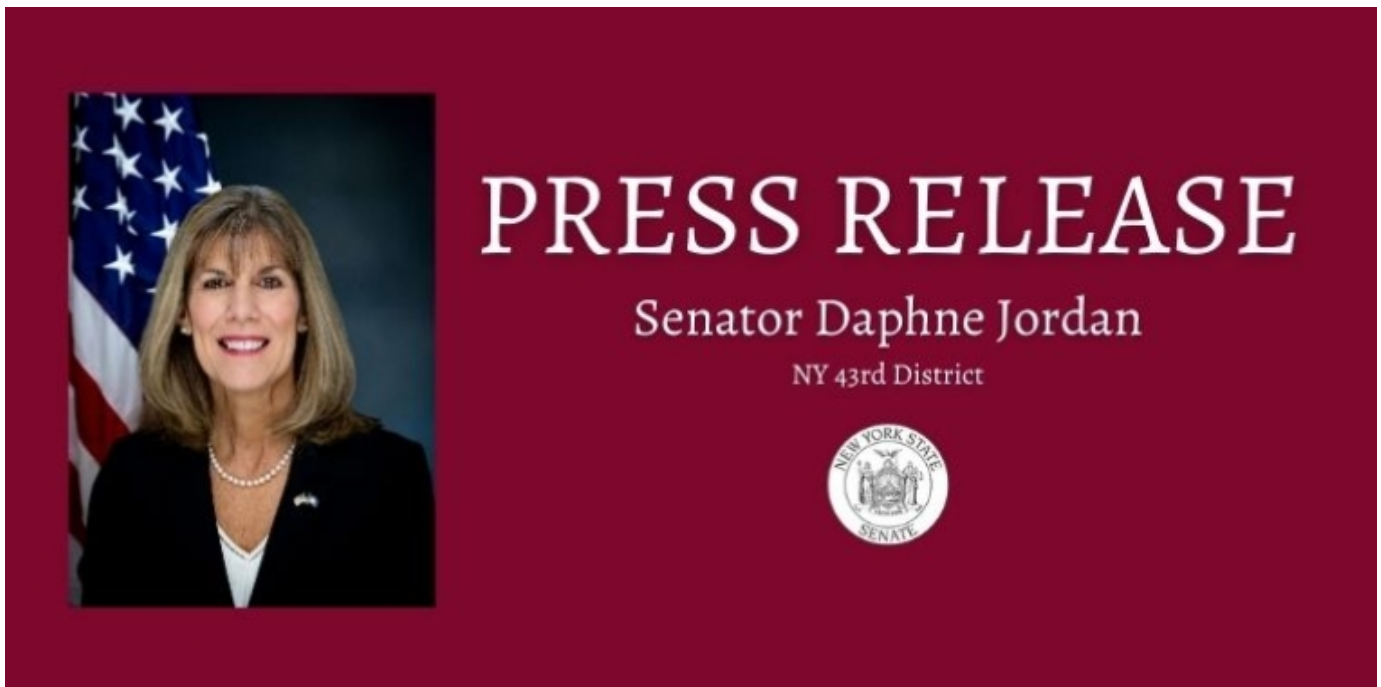 PRESS RELEASE
Senator Daphne Jordan
NY 43rd District
NEW YORK STATE
SENATE